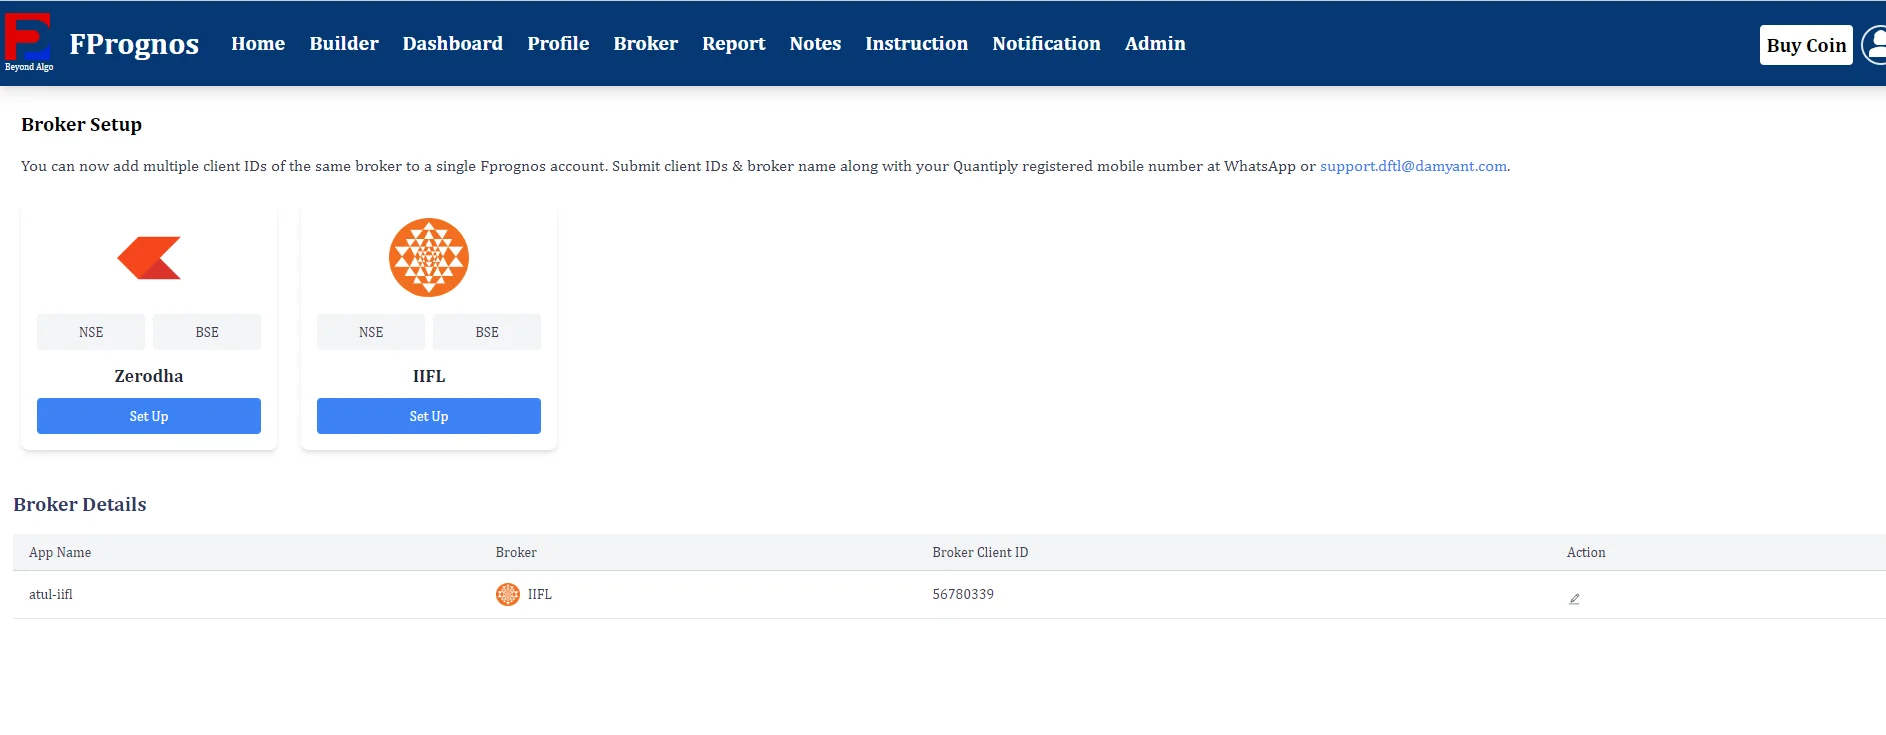 Beyond Algo
FPrognos Home Builder Dashboard Profile Broker Report Notes Instruction Notification Admin Buy Coin
Broker Setup
You can now add multiple client IDs of the same broker to a single Fprognos account. Submit client IDs & broker name along with your Quantiply registered mobile number at WhatsApp or support.dftl@damyant.com.
NSE BSE NSE BSE
Zerodha IIFL
Set Up Set Up
Broker Details
App Name Broker Broker Client ID Action
atul-iifl IIFL 56780339